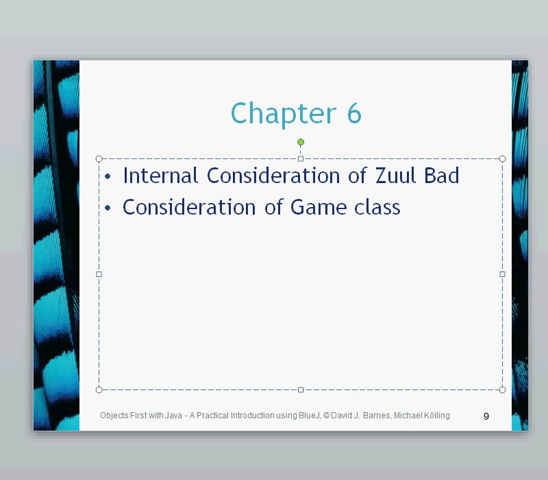 Chapter 6
• Internal Consideration of Zuul Bad
• Consideration of Game class
Objects First with Java - A Practical Introduction using BlueJ, © David J. Barnes, Michael Kölling
9